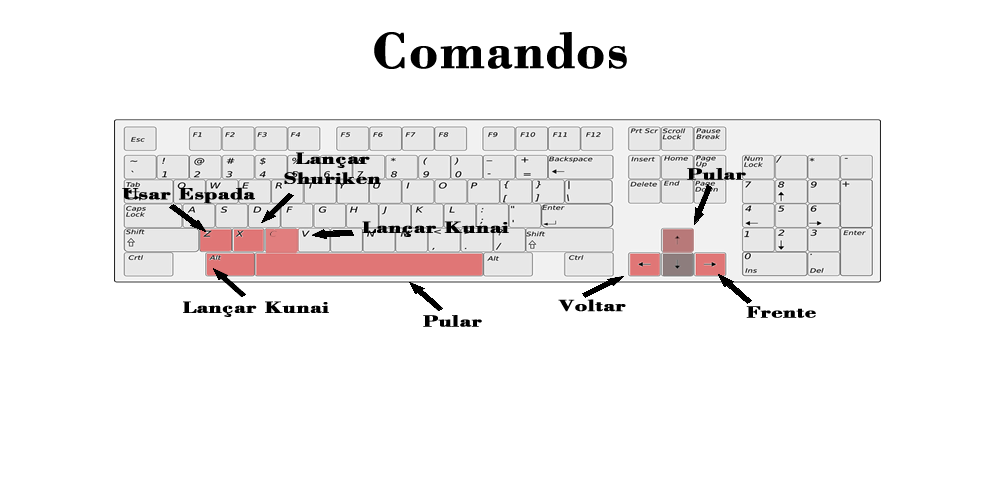 Comandos
Esc F1 F2 F3 F4 F5 F6 F7 F8 F9 F10 F11 F12 Prt Scr Scroll Lock Pause Break
~ ` ! 1 @ 2 # 3 $ 4 6 7 * 8 ( 9 ) 0 - - + = Backspace Insert Home Page Up Num Lock / * -
Lançar
Shuriken
Pular
Tab Q W E R Y U I O P { [ } ] | \ Delete End Page Down 7 8 9 +
Usar Espada
Caps Lock A S D F G H J K L : ; " ' Enter 4 5 6
Lançar Kunai
Shift Z X C V N < , . / Shift 1 2 3 Enter
Crtl Alt Alt Ctrl 0 Ins . Del
Lançar Kunai
Pular
Voltar
Frente